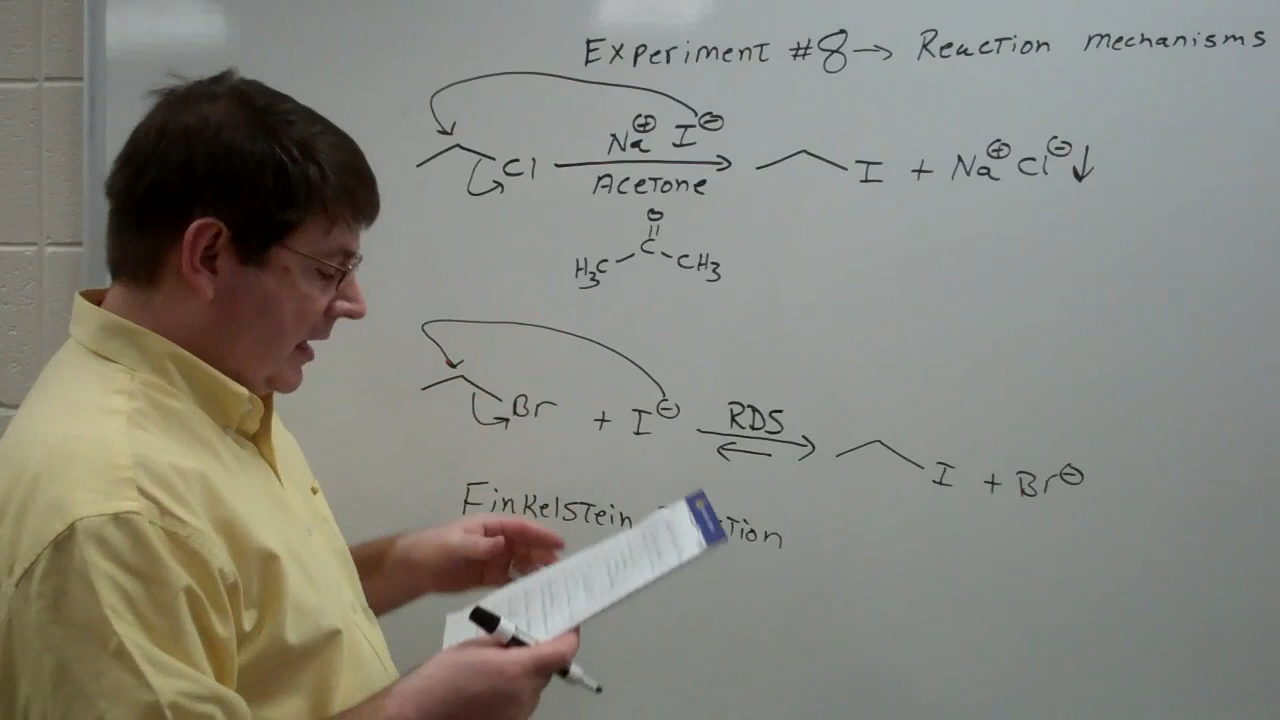 Experiment #8 → Reaction mechanisms
Na⊕ I⊖
Cl → I + Na⊕ Cl⊖ ↓
Acetone
O
C
H3C CH3
RDS
Br + I⊖ ⇌ I + Br⊖
Finkelstein